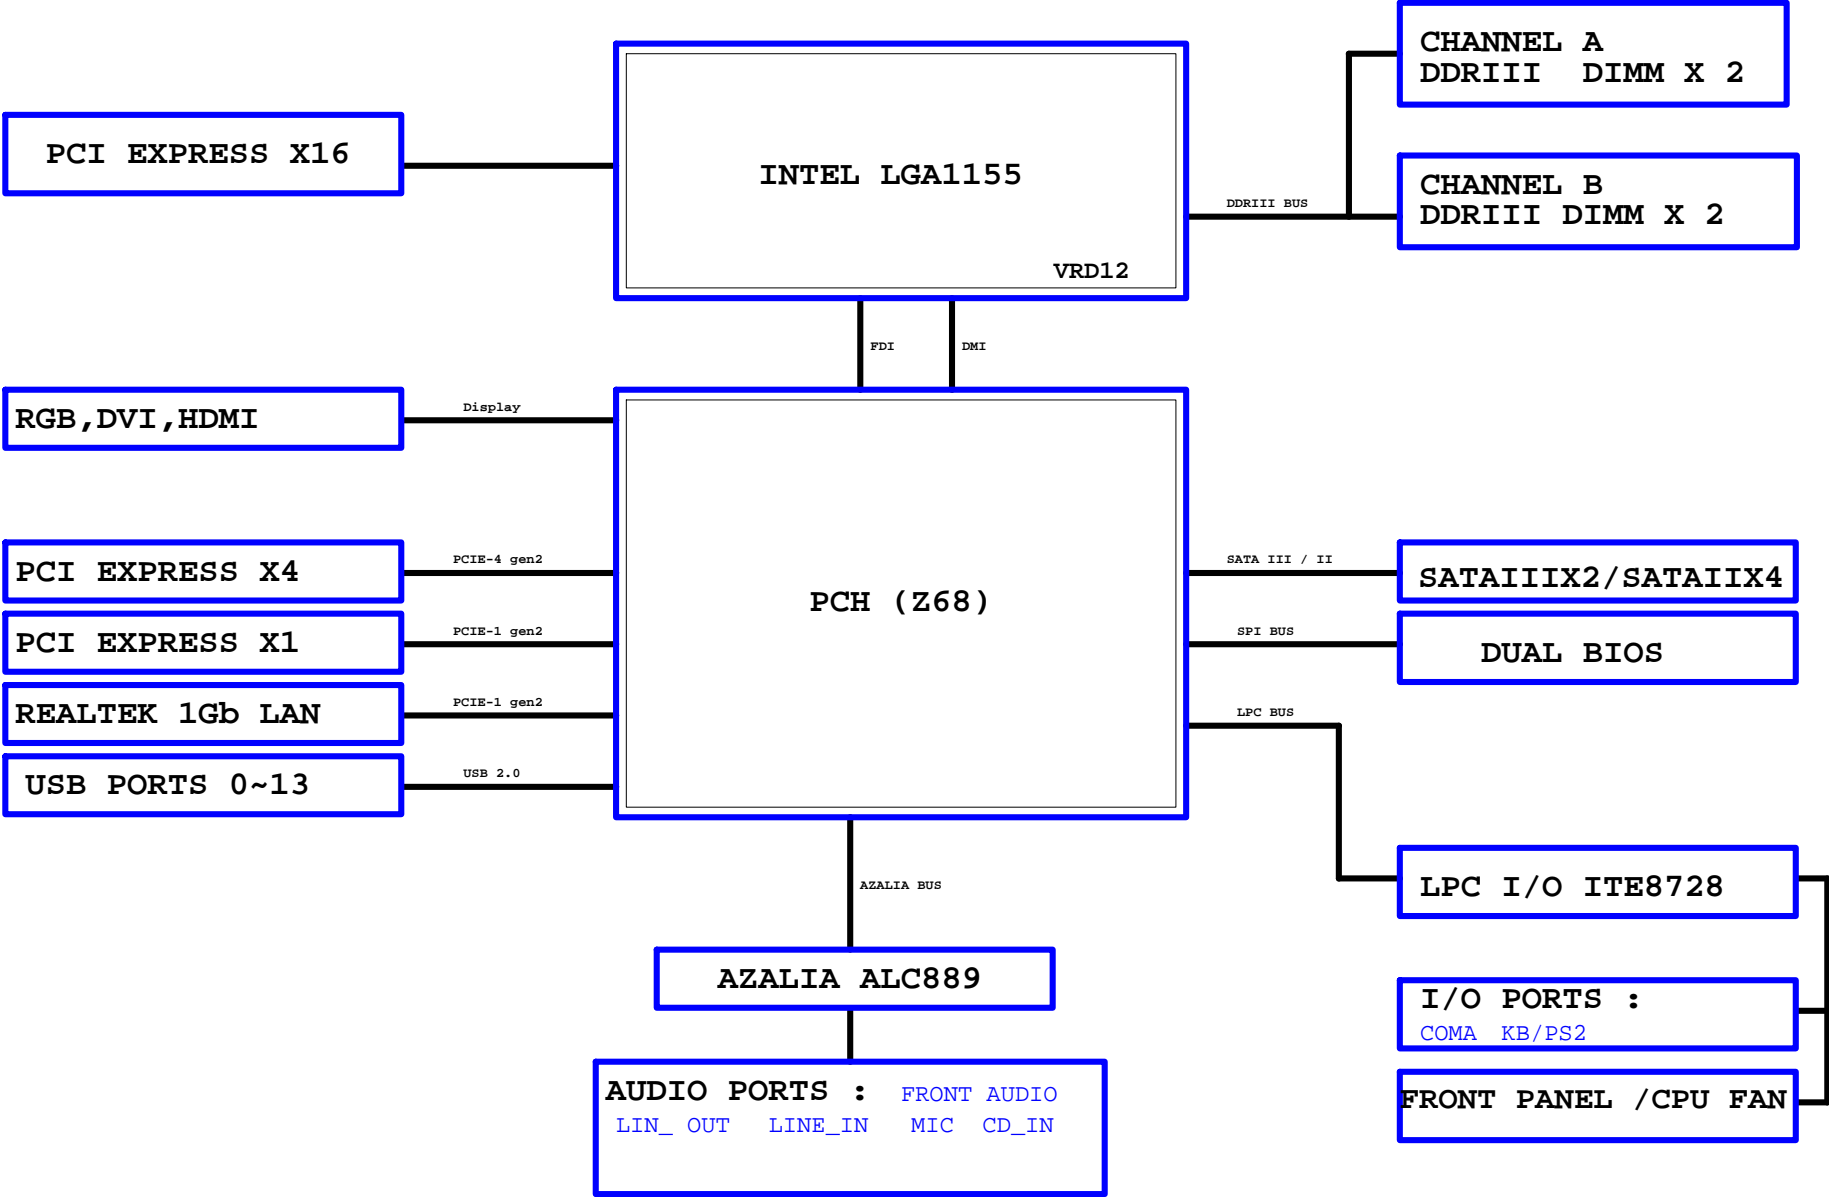 CHANNEL A
DDRIII DIMM X 2
PCI EXPRESS X16
INTEL LGA1155
VRD12
DDRIII BUS
CHANNEL B
DDRIII DIMM X 2
FDI
DMI
RGB,DVI,HDMI
Display
PCI EXPRESS X4
PCIE-4 gen2
PCI EXPRESS X1
PCIE-1 gen2
REALTEK 1Gb LAN
PCIE-1 gen2
USB PORTS 0~13
USB 2.0
PCH (Z68)
SATA III / II
SATAIIIX2/SATAIIX4
SPI BUS
DUAL BIOS
LPC BUS
LPC I/O ITE8728
AZALIA BUS
AZALIA ALC889
I/O PORTS :
COMA KB/PS2
FRONT PANEL /CPU FAN
AUDIO PORTS : FRONT AUDIO
LIN_ OUT LINE_IN MIC CD_IN